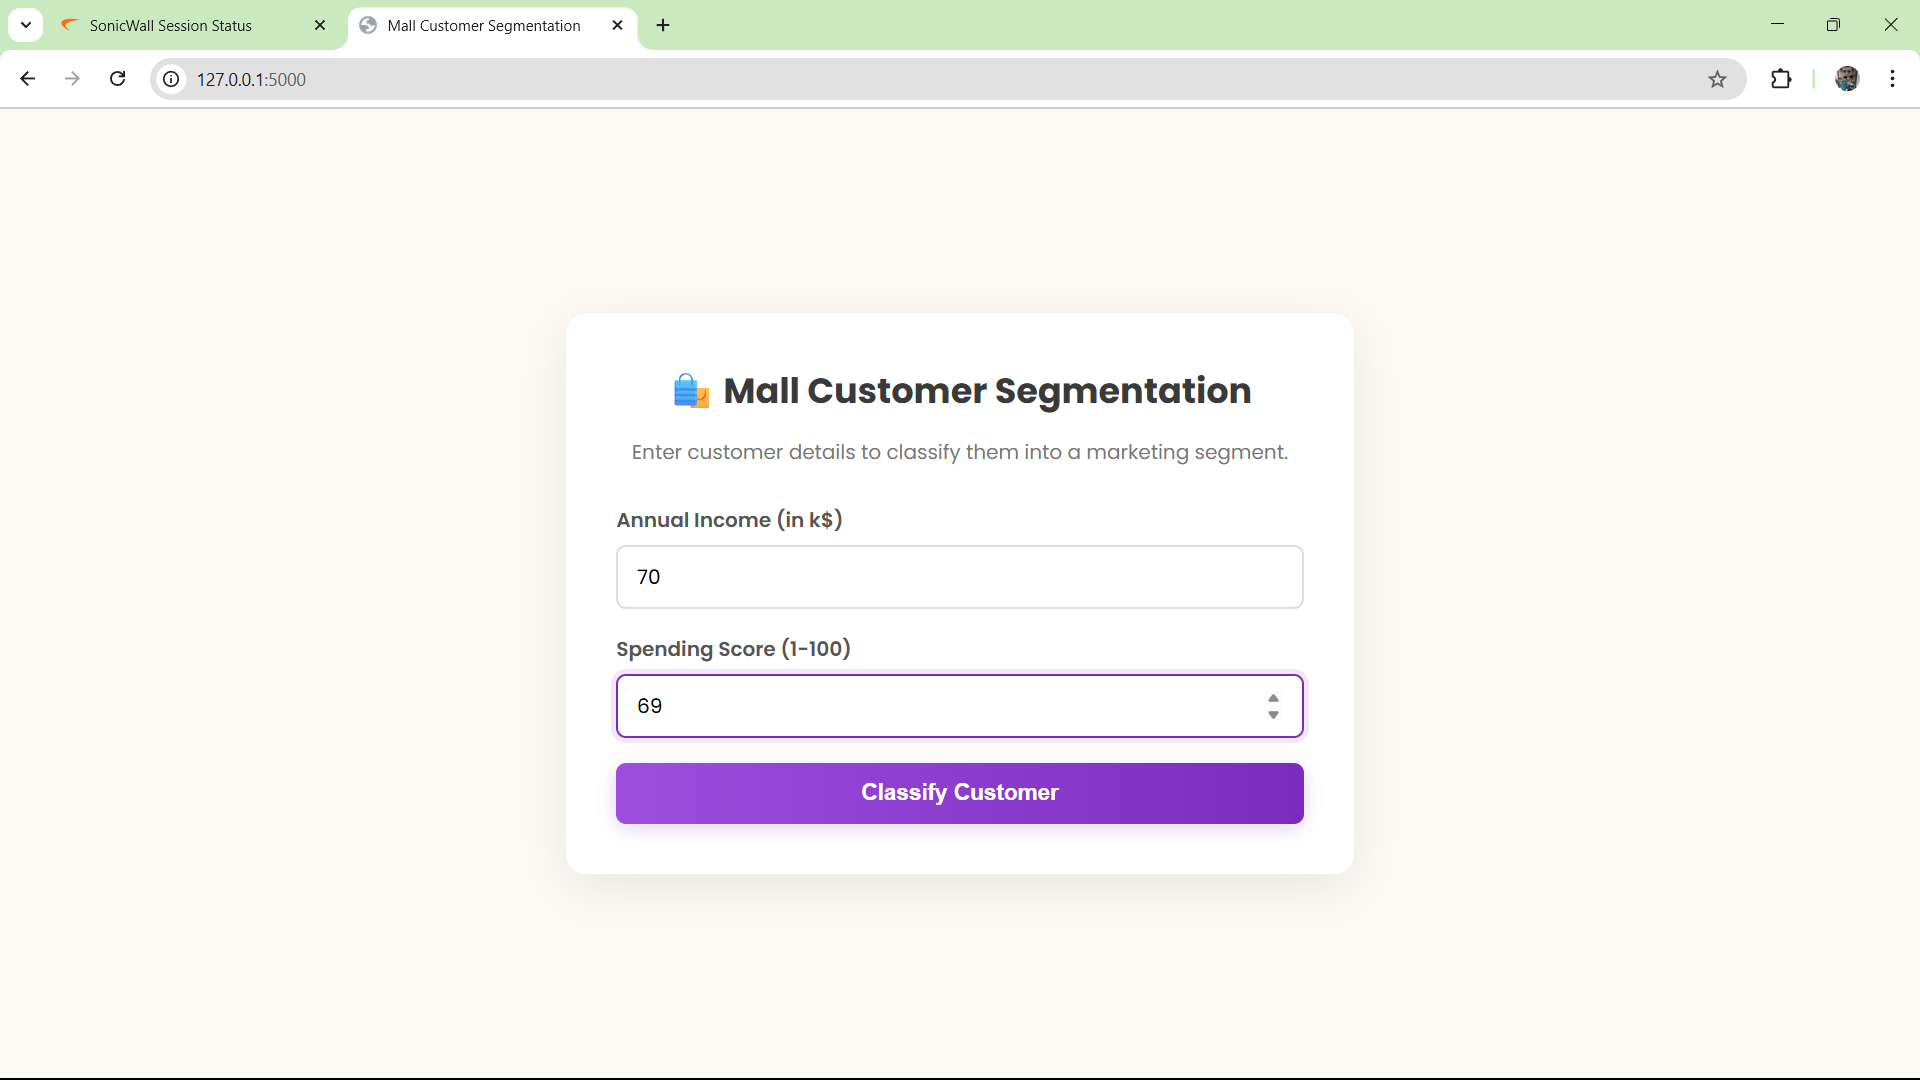 SonicWall Session Status
Mall Customer Segmentation
127.0.0.1:5000
Mall Customer Segmentation
Enter customer details to classify them into a marketing segment.
Annual Income (in k$)
70
Spending Score (1-100)
69
Classify Customer